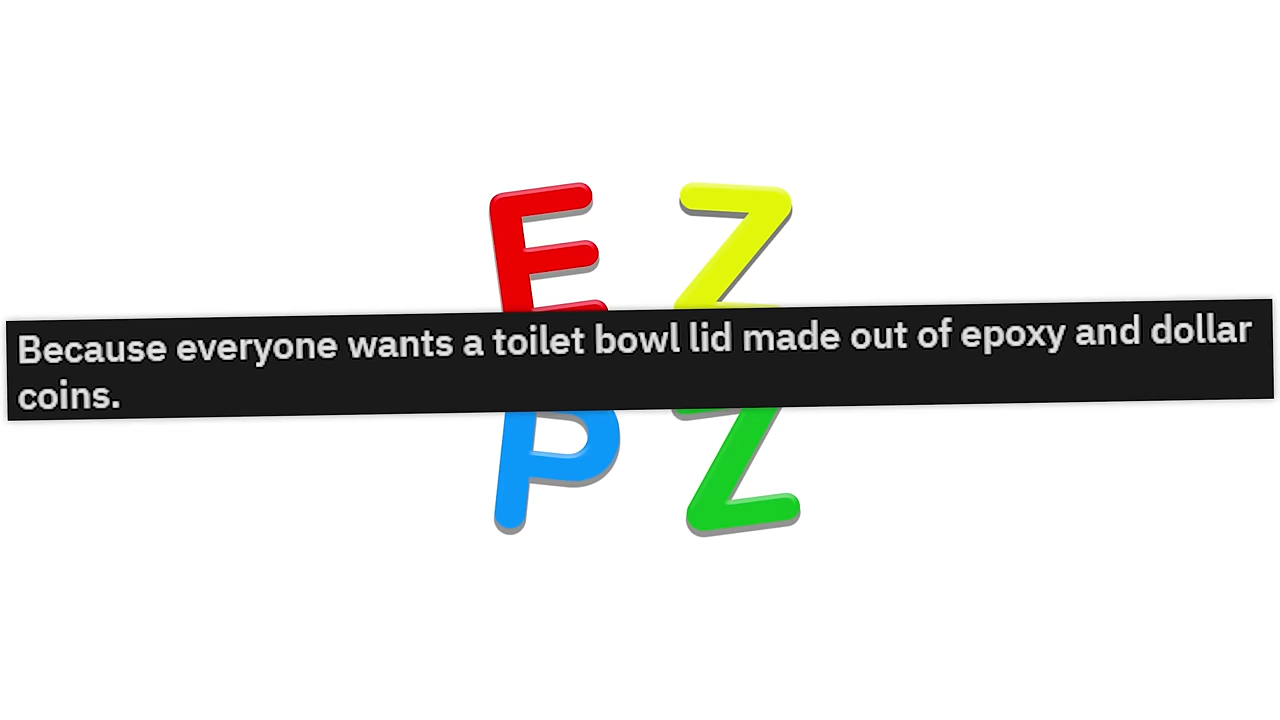 E Z
Because everyone wants a toilet bowl lid made out of epoxy and dollar
coins.
P Z